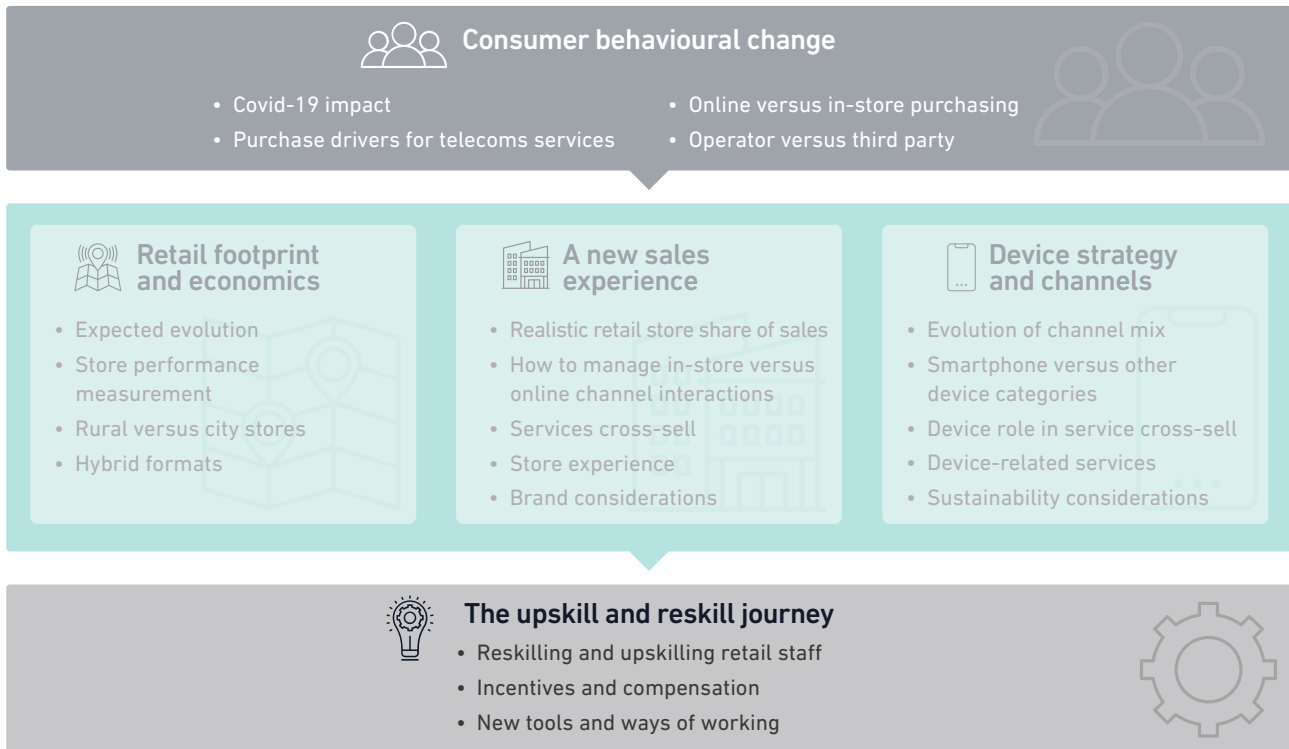 Consumer behavioural change
• Covid-19 impact
• Purchase drivers for telecoms services
• Online versus in-store purchasing
• Operator versus third party
Retail footprint
and economics
• Expected evolution
• Store performance
measurement
• Rural versus city stores
• Hybrid formats
A new sales
experience
• Realistic retail store share of sales
• How to manage in-store versus
online channel interactions
• Services cross-sell
• Store experience
• Brand considerations
Device strategy
and channels
• Evolution of channel mix
• Smartphone versus other
device categories
• Device role in service cross-sell
• Device-related services
• Sustainability considerations
The upskill and reskill journey
• Reskilling and upskilling retail staff
• Incentives and compensation
• New tools and ways of working